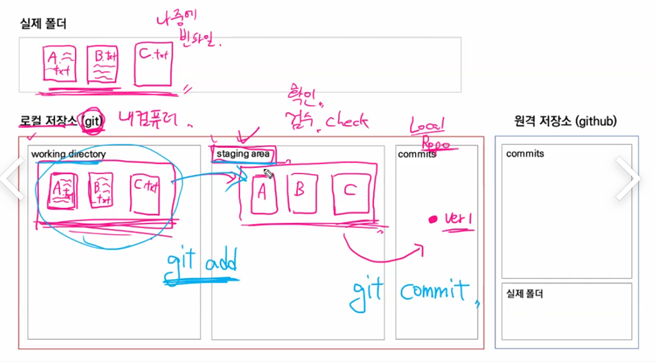 실제 폴더
나중에
빈파일.
A.txt
B.txt
C.txt
로컬 저장소 (git) 내컴퓨터.
확인.
검수. check
Local
Repo
원격 저장소 (github)
working directory
staging area
commits
commits
A.txt
B.txt
C.txt
A
B
C
ver 1
git add
git commit.
실제 폴더